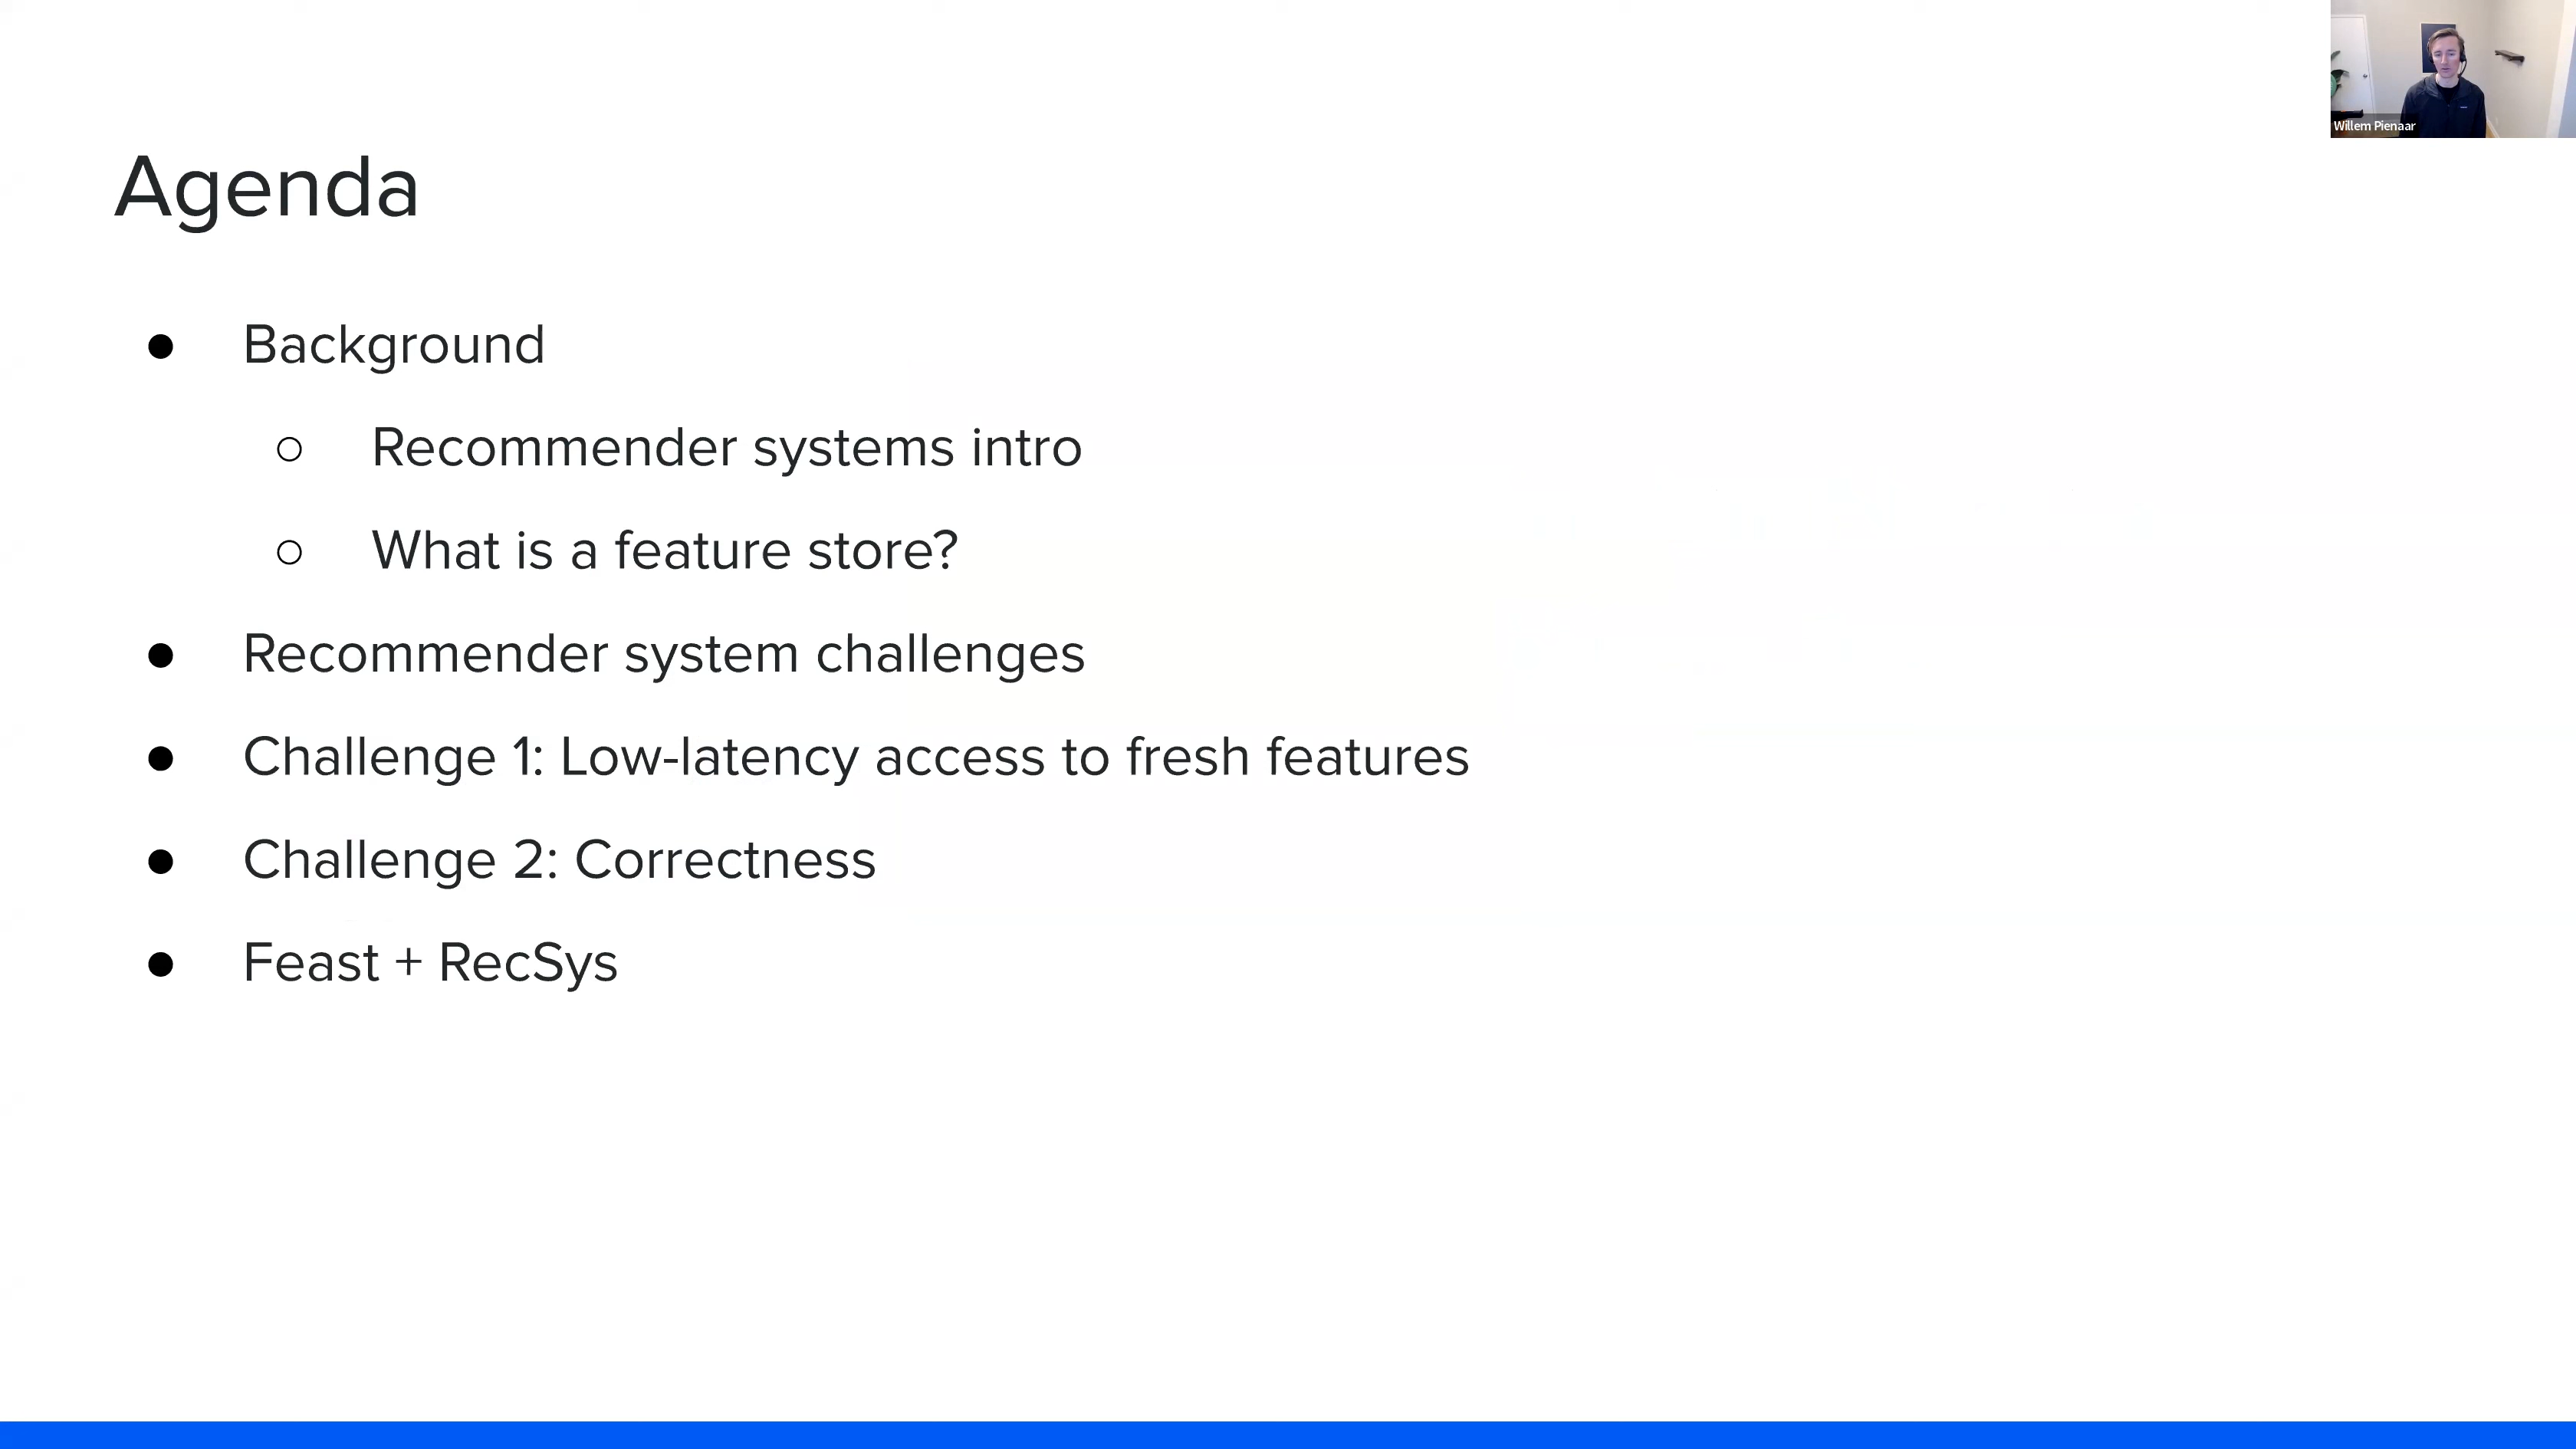 Agenda
● Background
○ Recommender systems intro
○ What is a feature store?
● Recommender system challenges
● Challenge 1: Low-latency access to fresh features
● Challenge 2: Correctness
● Feast + RecSys
Willem Pienaar